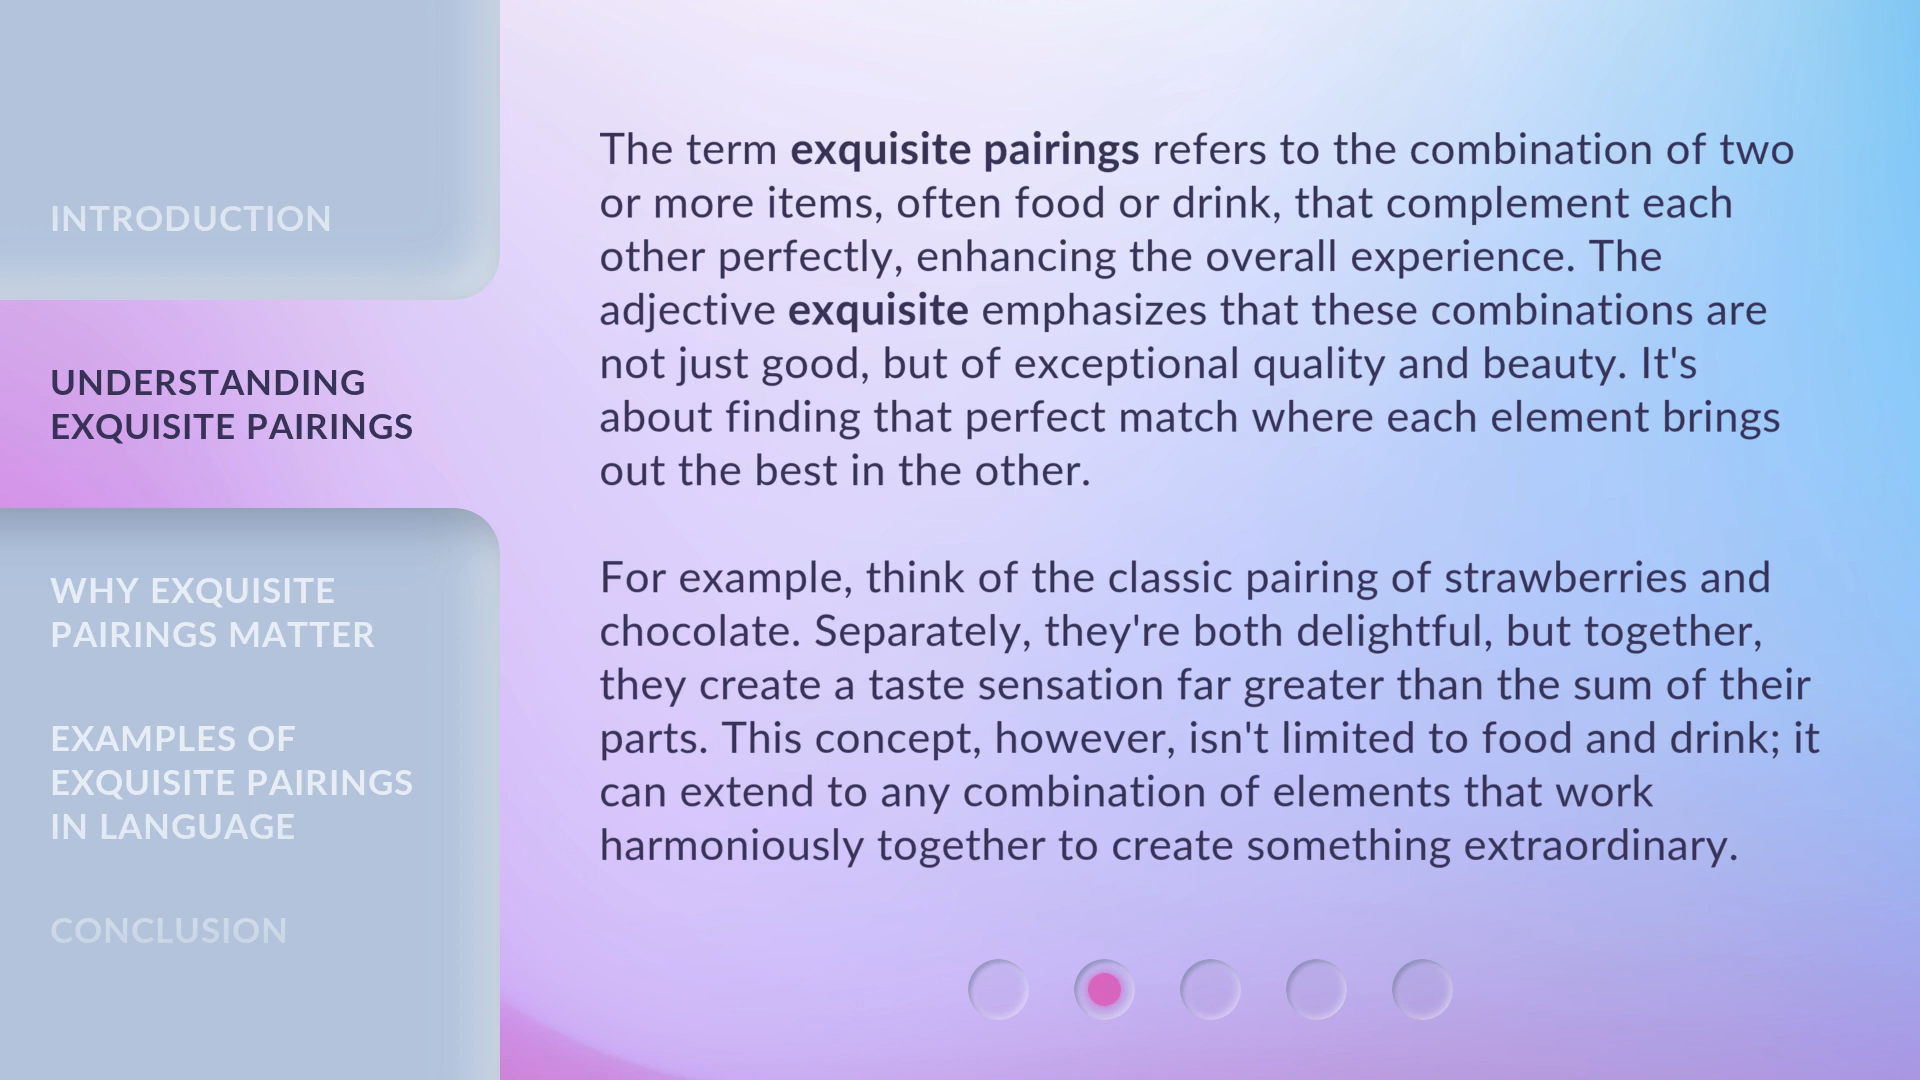 INTRODUCTION
UNDERSTANDING
EXQUISITE PAIRINGS
WHY EXQUISITE
PAIRINGS MATTER
EXAMPLES OF
EXQUISITE PAIRINGS
IN LANGUAGE
CONCLUSION
The term exquisite pairings refers to the combination of two
or more items, often food or drink, that complement each
other perfectly, enhancing the overall experience. The
adjective exquisite emphasizes that these combinations are
not just good, but of exceptional quality and beauty. It's
about finding that perfect match where each element brings
out the best in the other.
For example, think of the classic pairing of strawberries and
chocolate. Separately, they're both delightful, but together,
they create a taste sensation far greater than the sum of their
parts. This concept, however, isn't limited to food and drink; it
can extend to any combination of elements that work
harmoniously together to create something extraordinary.